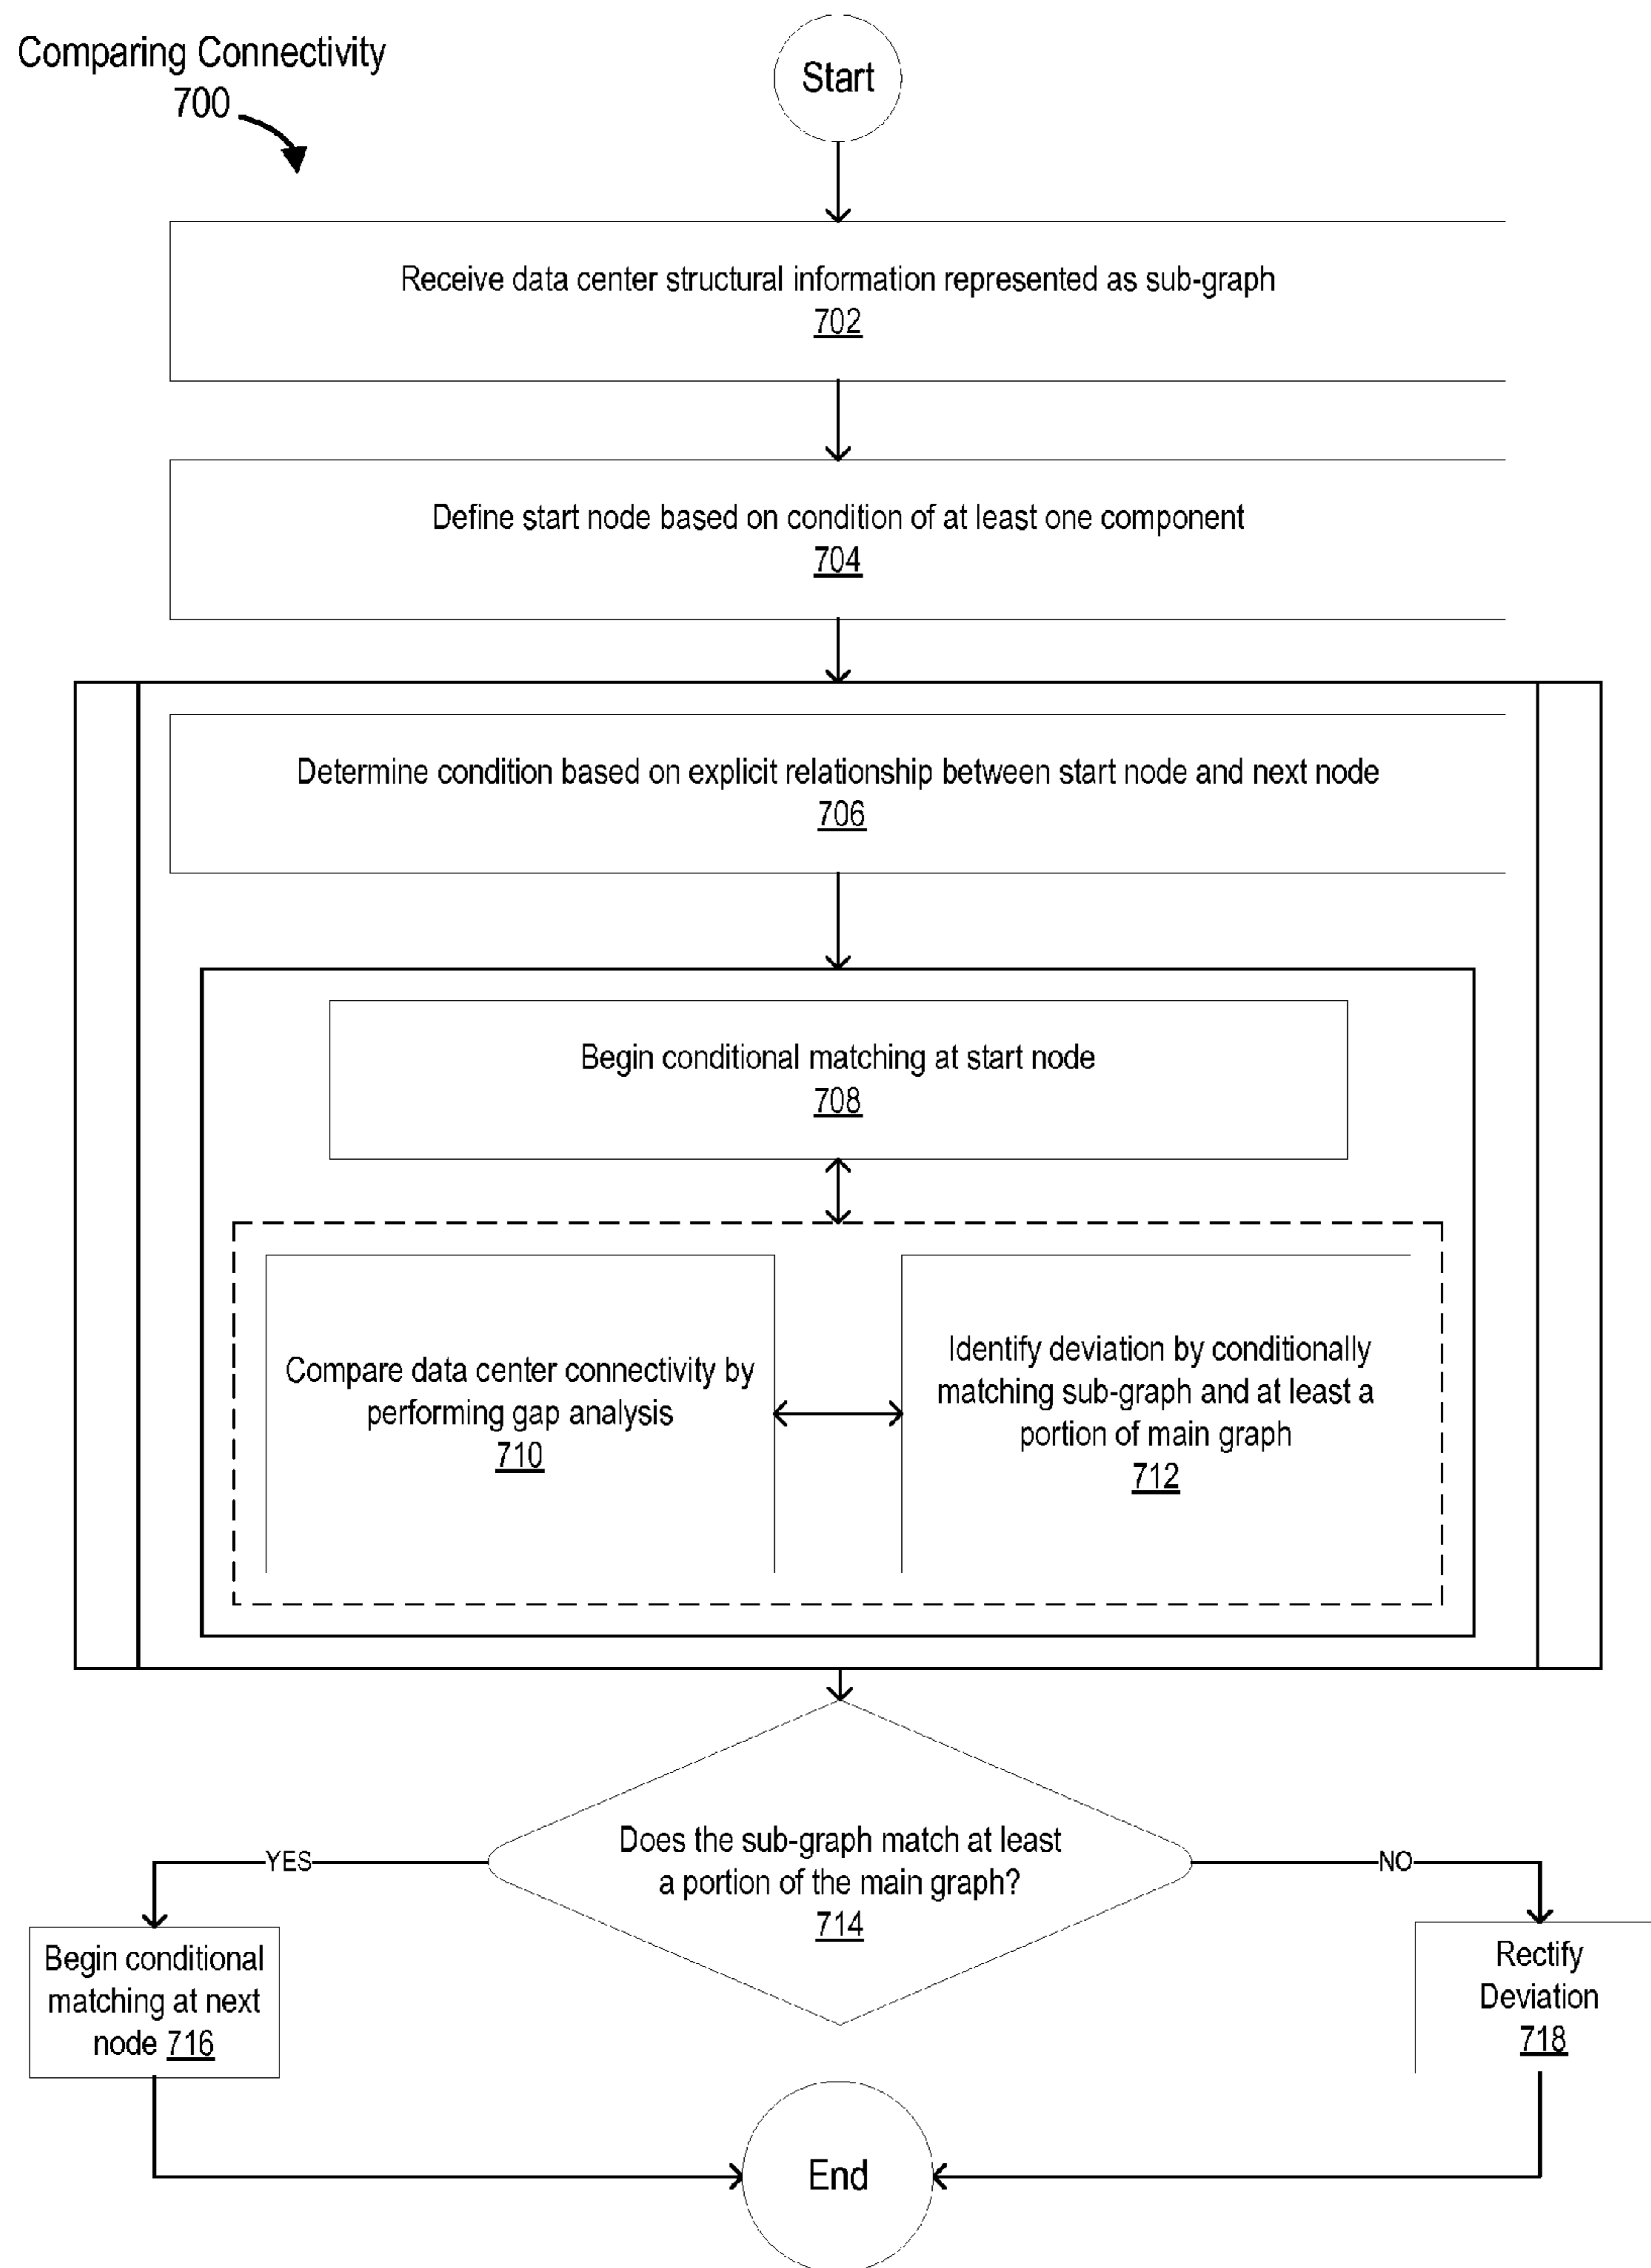 Comparing Connectivity
700
Start
Receive data center structural information represented as sub-graph
702
Define start node based on condition of at least one component
704
Determine condition based on explicit relationship between start node and next node
706
Begin conditional matching at start node
708
Compare data center connectivity by
performing gap analysis
710
Identify deviation by conditionally
matching sub-graph and at least a
portion of main graph
712
Does the sub-graph match at least
a portion of the main graph?
714
YES
NO
Begin conditional
matching at next
node 716
Rectify
Deviation
718
End